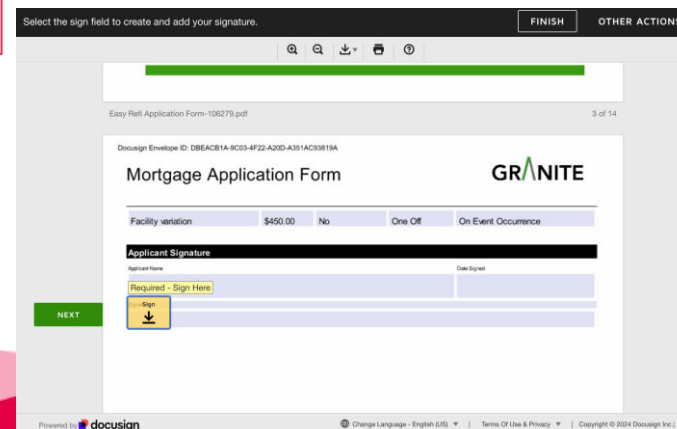 Select the sign field to create and add your signature.
FINISH
OTHER ACTIONS
Easy Refi Application Form-106279.pdf
3 of 14
Docusign Envelope ID: DBEACB1A-9C03-4F22-A20D-A351AC93819A
Mortgage Application Form
GRANITE
Facility variation $450.00 No One Off On Event Occurrence
Applicant Signature
Applicant Name
Date Signed
Required - Sign Here
Sign
NEXT
Powered by docusign
Change Language - English (US)
Terms Of Use & Privacy
Copyright © 2024 Docusign Inc.